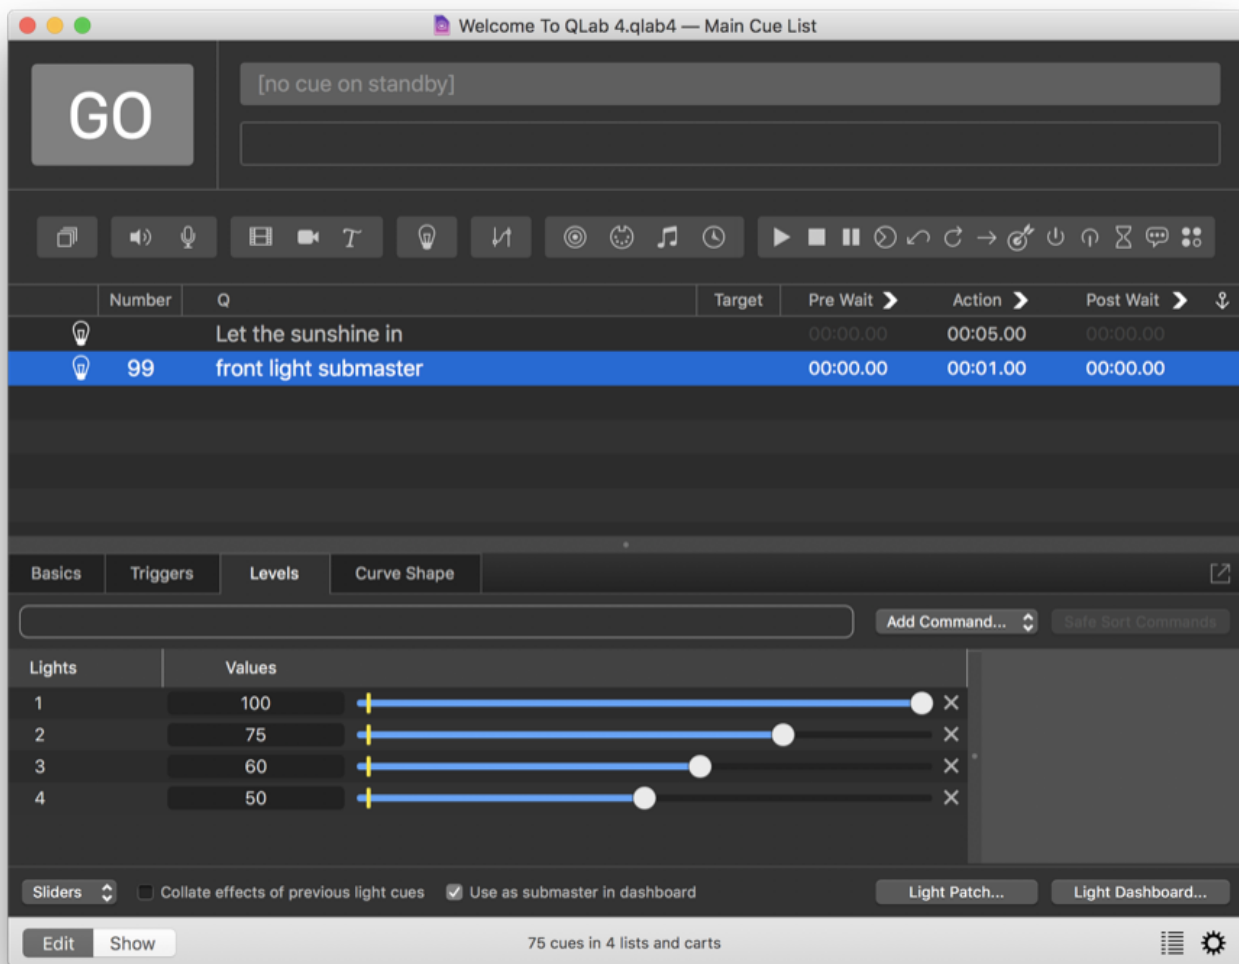 Welcome To QLab 4.qlab4 — Main Cue List
GO
[no cue on standby]
Number Q Target Pre Wait Action Post Wait
Let the sunshine in 00:00.00 00:05.00 00:00.00
99 front light submaster 00:00.00 00:01.00 00:00.00
Basics Triggers Levels Curve Shape
Add Command... Safe Sort Commands
Lights Values
1 100
2 75
3 60
4 50
Sliders Collate effects of previous light cues Use as submaster in dashboard Light Patch... Light Dashboard...
Edit Show 75 cues in 4 lists and carts